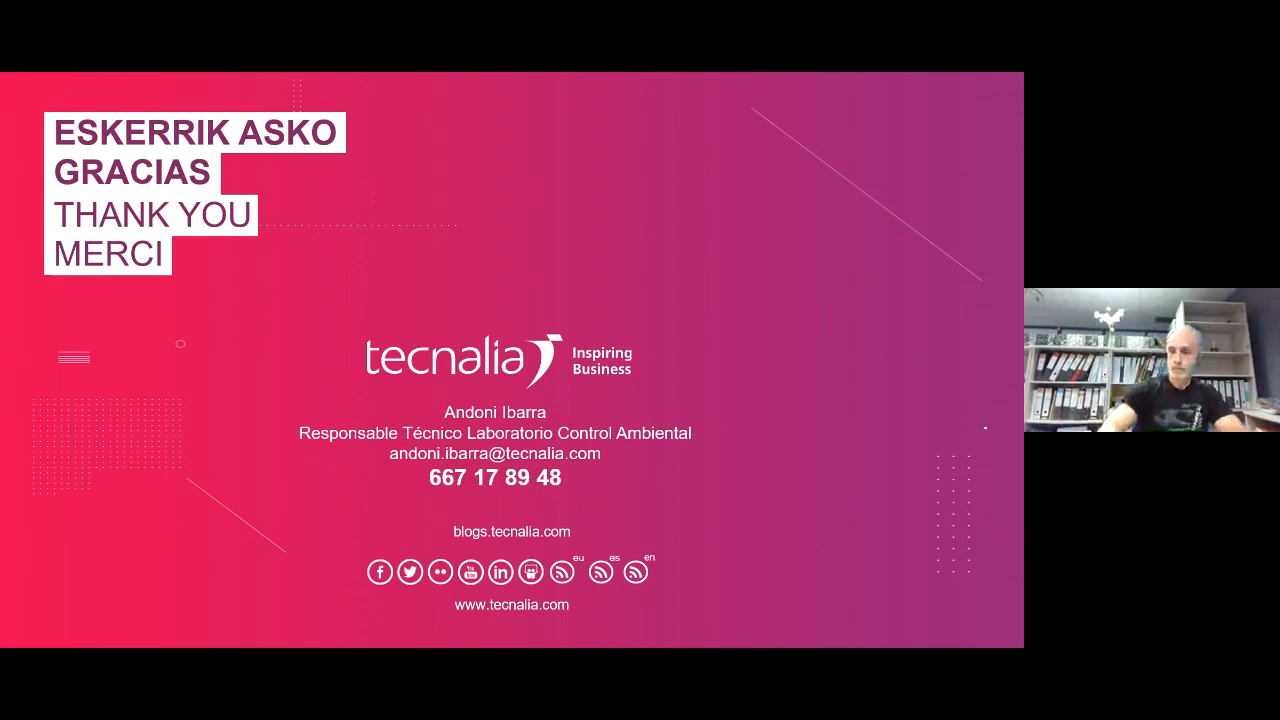 ESKERRIK ASKO
GRACIAS
THANK YOU
MERCI
tecnalia
Inspiring
Business
Andoni Ibarra
Responsable Técnico Laboratorio Control Ambiental
andoni.ibarra@tecnalia.com
667 17 89 48
blogs.tecnalia.com
eu es en
www.tecnalia.com